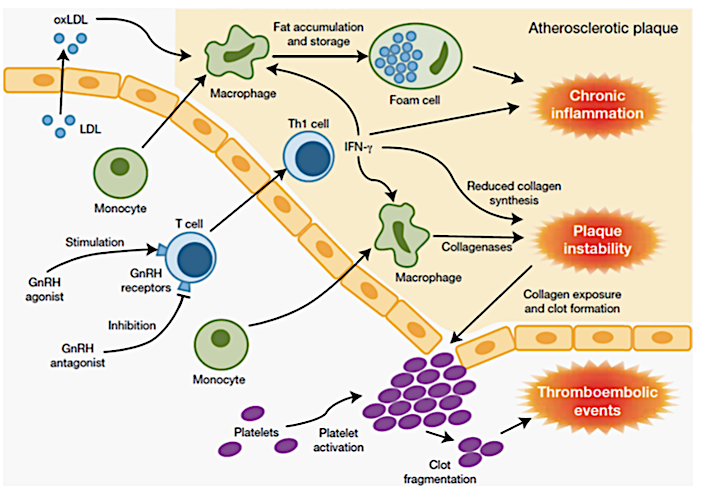 oxLDL
Fat accumulation
and storage
Atherosclerotic plaque
Macrophage
Foam cell
Chronic
inflammation
LDL
Th1 cell
IFN-γ
Monocyte
T cell
Reduced collagen
synthesis
Stimulation
GnRH
agonist
GnRH
receptors
Plaque
instability
Collagenases
Macrophage
Collagen exposure
and clot formation
Inhibition
GnRH
antagonist
Monocyte
Thromboembolic
events
Platelets
Platelet
activation
Clot
fragmentation